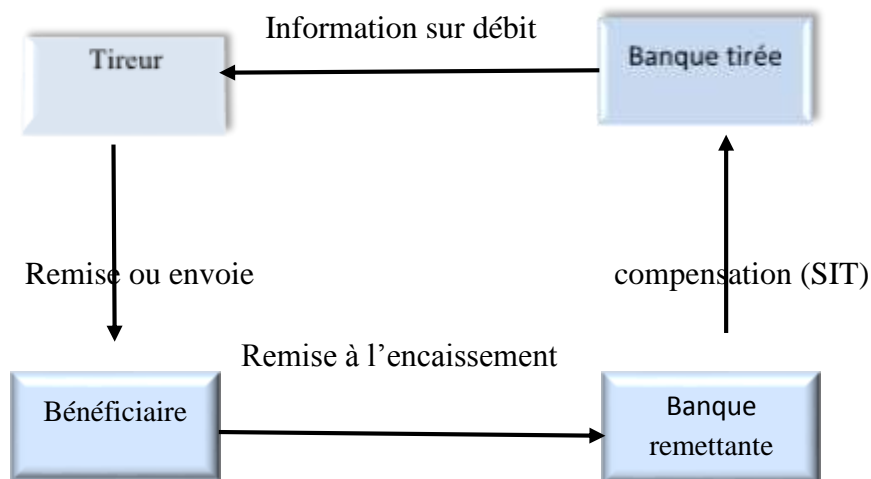 Information sur débit
Tireur
Banque tirée
Remise ou envoie
compensation (SIT)
Remise à l’encaissement
Bénéficiaire
Banque
remettante